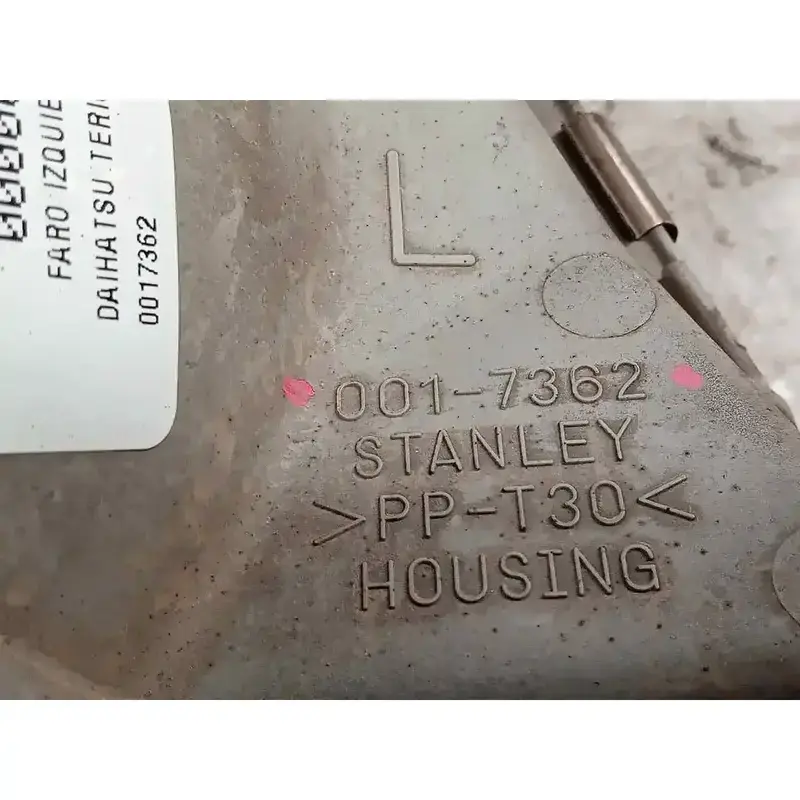 FARO IZQUIE
DAIHATSU TERI
0017362
L
001-7362
STANLEY
>PP-T30<
HOUSING